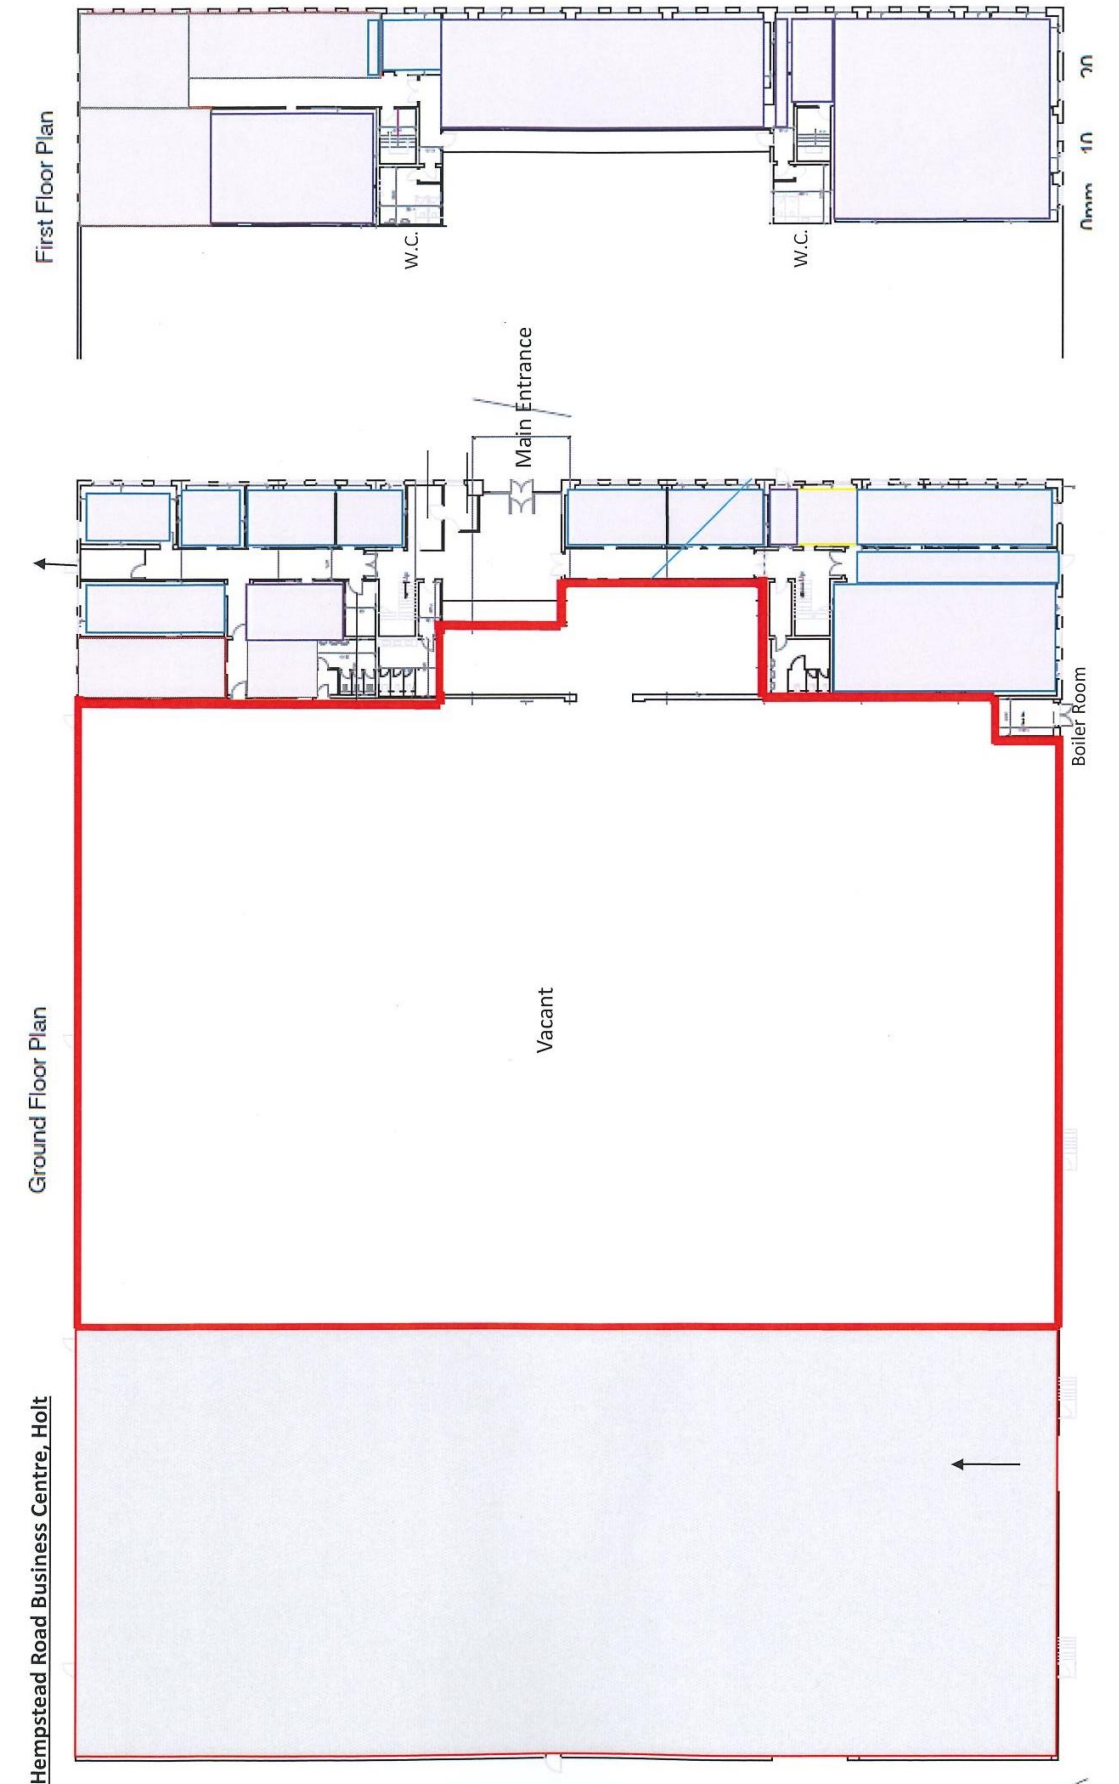 Hempstead Road Business Centre, Holt
Ground Floor Plan
First Floor Plan
Vacant
Main Entrance
W.C.
W.C.
Boiler Room
0mm 10 20